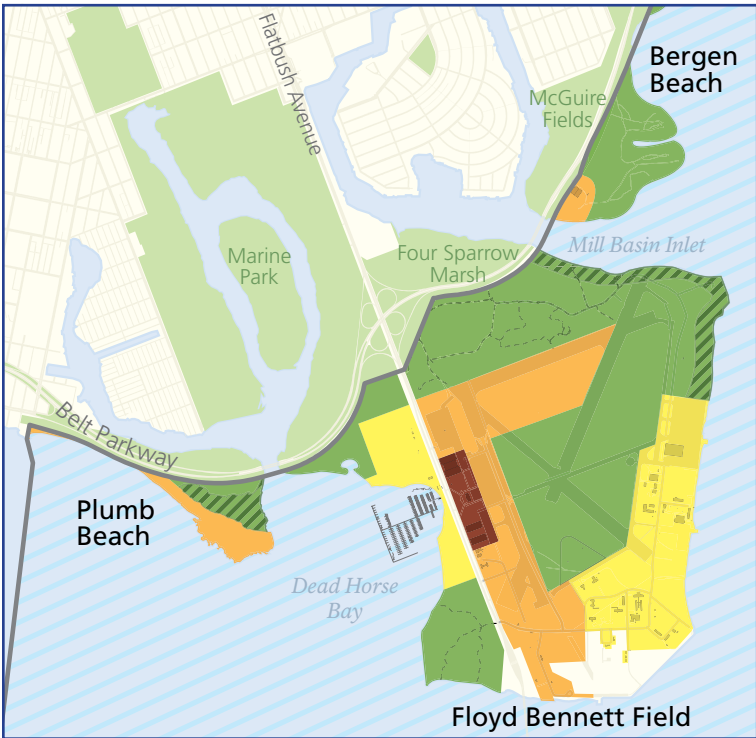 Flatbush Avenue
Bergen
Beach
McGuire
Fields
Mill Basin Inlet
Four Sparrow
Marsh
Marine
Park
Belt Parkway
Plumb
Beach
Dead Horse
Bay
Floyd Bennett Field